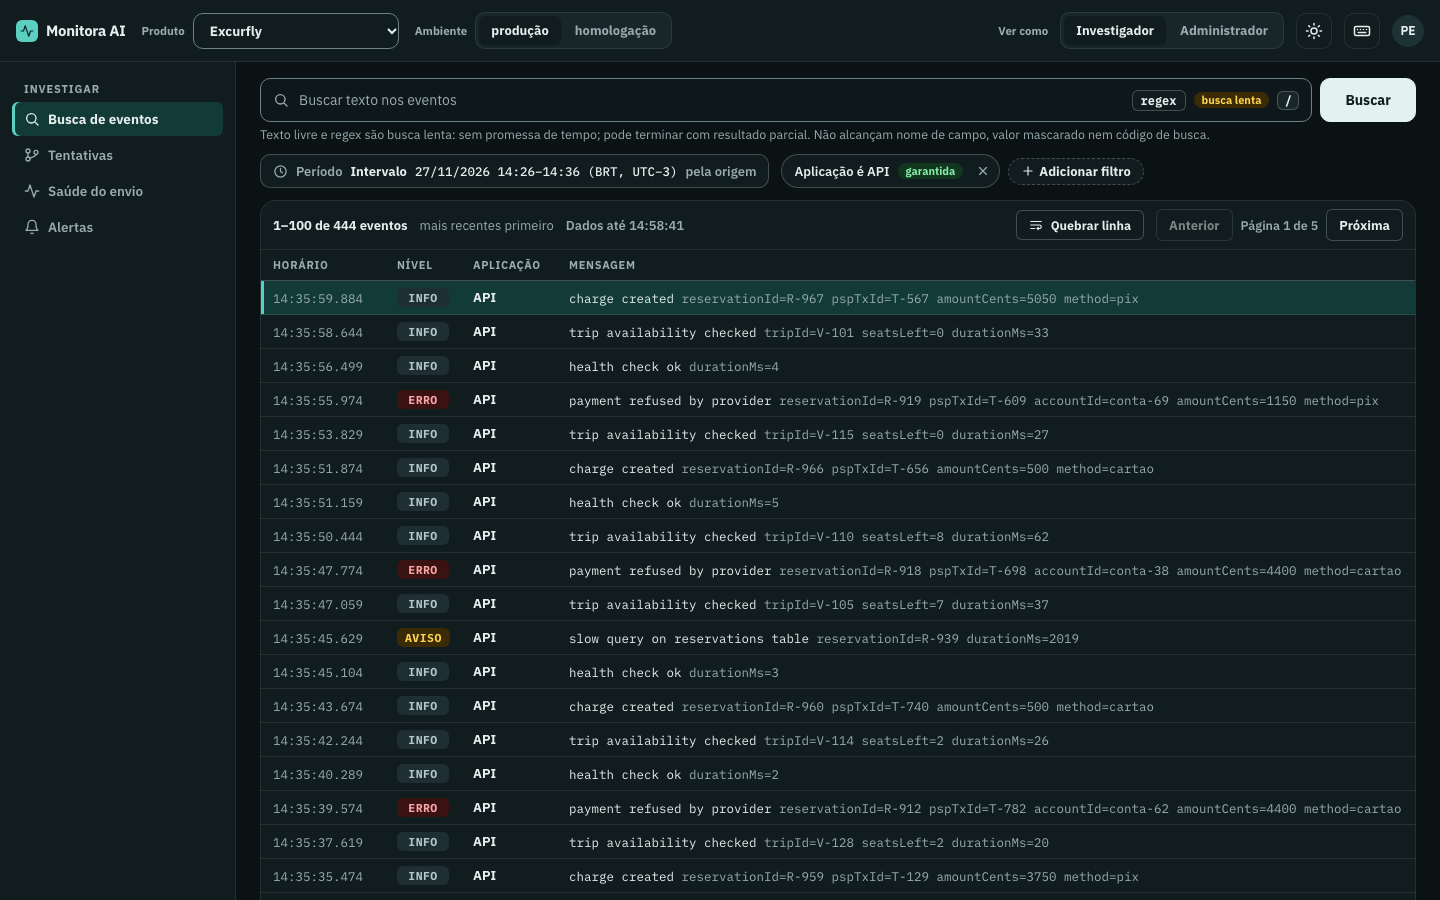 Monitora AI Produto Excurfly Ambiente produção homologação Ver como Investigador Administrador PE
INVESTIGAR
Busca de eventos
Tentativas
Saúde do envio
Alertas
Buscar texto nos eventos regex busca lenta / Buscar
Texto livre e regex são busca lenta: sem promessa de tempo; pode terminar com resultado parcial. Não alcançam nome de campo, valor mascarado nem código de busca.
Período Intervalo 27/11/2026 14:26–14:36 (BRT, UTC−3) pela origem Aplicação é API garantida × + Adicionar filtro
1–100 de 444 eventos mais recentes primeiro Dados até 14:58:41 Quebrar linha Anterior Página 1 de 5 Próxima
HORÁRIO NÍVEL APLICAÇÃO MENSAGEM
14:35:59.884 INFO API charge created reservationId=R-967 pspTxId=T-567 amountCents=5050 method=pix
14:35:58.644 INFO API trip availability checked tripId=V-101 seatsLeft=0 durationMs=33
14:35:56.499 INFO API health check ok durationMs=4
14:35:55.974 ERRO API payment refused by provider reservationId=R-919 pspTxId=T-609 accountId=conta-69 amountCents=1150 method=pix
14:35:53.829 INFO API trip availability checked tripId=V-115 seatsLeft=0 durationMs=27
14:35:51.874 INFO API charge created reservationId=R-966 pspTxId=T-656 amountCents=500 method=cartao
14:35:51.159 INFO API health check ok durationMs=5
14:35:50.444 INFO API trip availability checked tripId=V-110 seatsLeft=8 durationMs=62
14:35:47.774 ERRO API payment refused by provider reservationId=R-918 pspTxId=T-698 accountId=conta-38 amountCents=4400 method=cartao
14:35:47.059 INFO API trip availability checked tripId=V-105 seatsLeft=7 durationMs=37
14:35:45.629 AVISO API slow query on reservations table reservationId=R-939 durationMs=2019
14:35:45.104 INFO API health check ok durationMs=3
14:35:43.674 INFO API charge created reservationId=R-960 pspTxId=T-740 amountCents=500 method=cartao
14:35:42.244 INFO API trip availability checked tripId=V-114 seatsLeft=2 durationMs=26
14:35:40.289 INFO API health check ok durationMs=2
14:35:39.574 ERRO API payment refused by provider reservationId=R-912 pspTxId=T-782 accountId=conta-62 amountCents=4400 method=cartao
14:35:37.619 INFO API trip availability checked tripId=V-128 seatsLeft=2 durationMs=20
14:35:35.474 INFO API charge created reservationId=R-959 pspTxId=T-129 amountCents=3750 method=pix